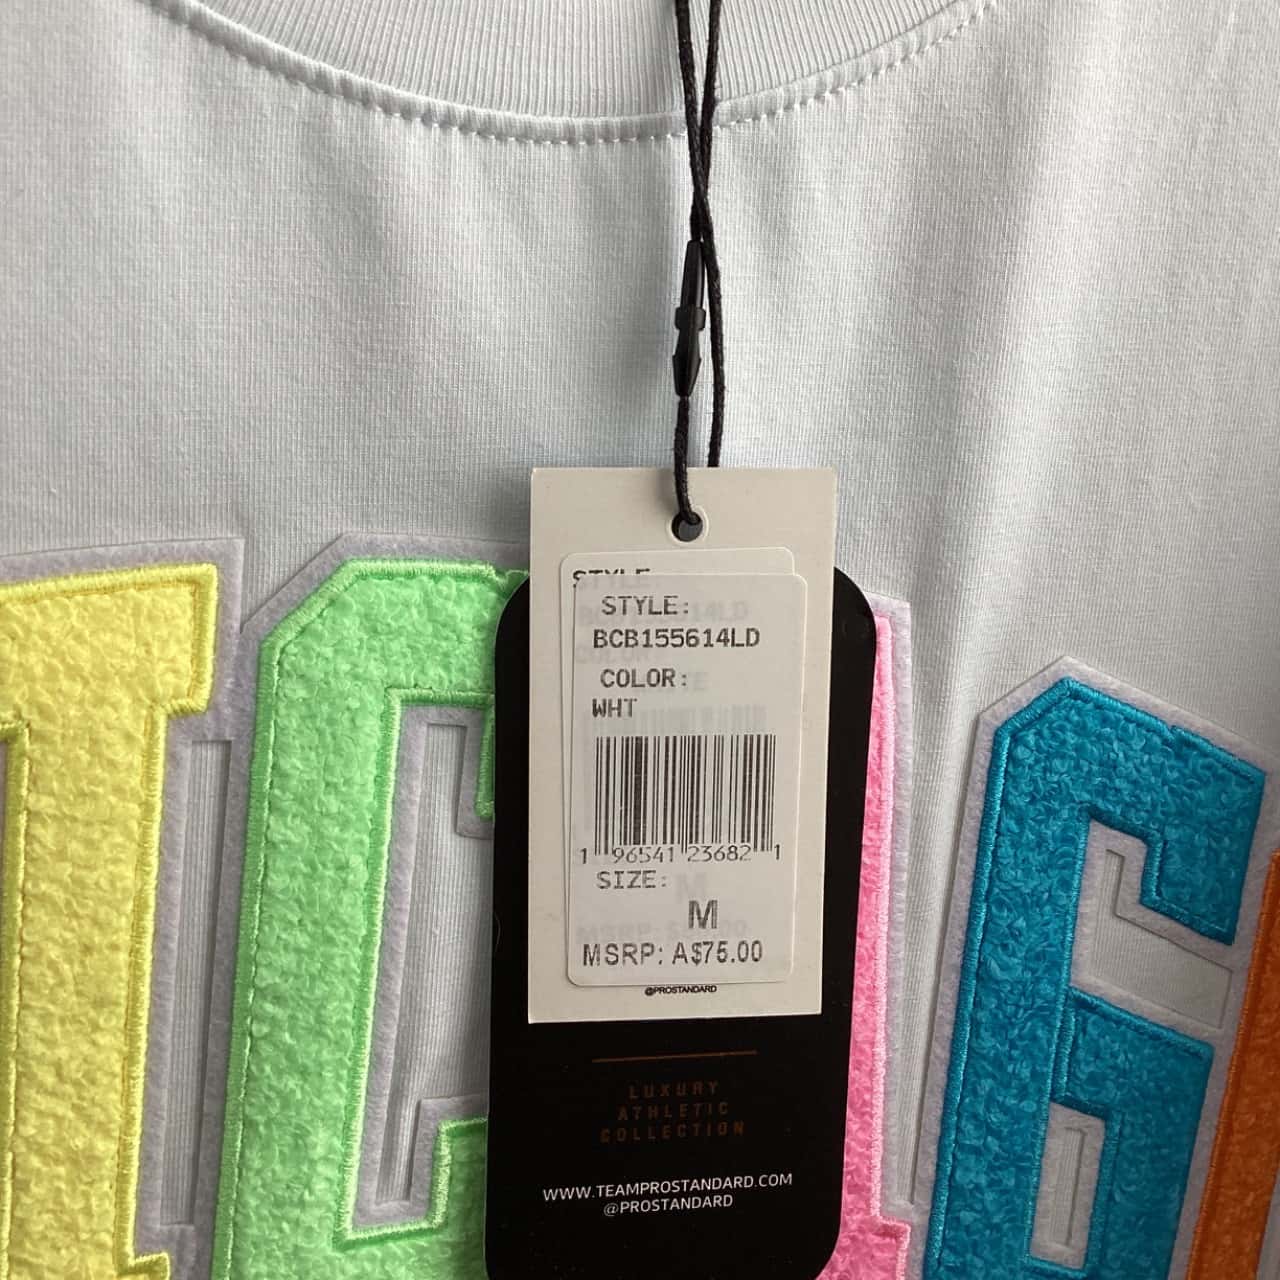 STYLE
STYLE:
BCB155614LD
COLOR:
WHT
1 96541 23682 1
SIZE:
M
MSRP: A$75.00
@PROSTANDARD
LUXURY
ATHLETIC
COLLECTION
WWW.TEAMPROSTANDARD.COM
@PROSTANDARD